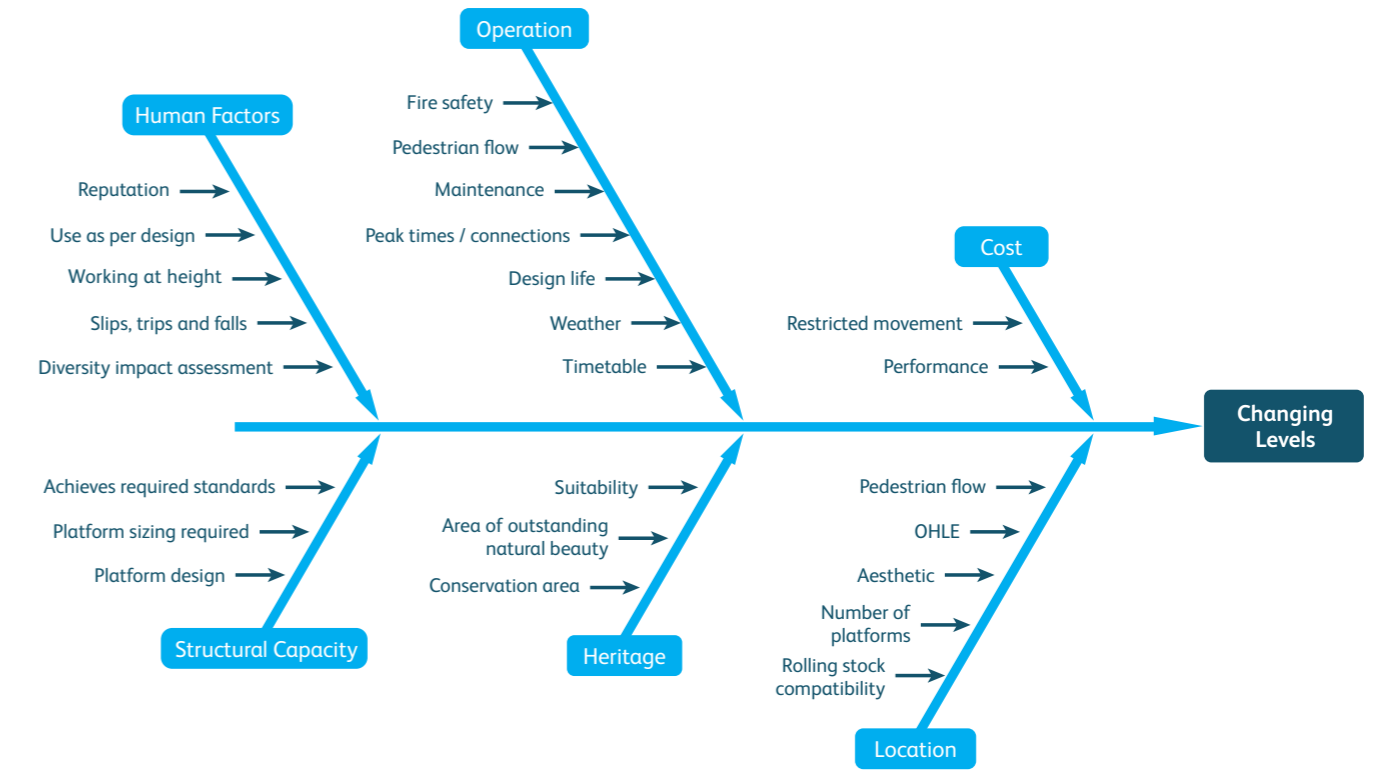 Operation
Fire safety
Pedestrian flow
Maintenance
Peak times / connections
Design life
Weather
Timetable
Human Factors
Reputation
Use as per design
Working at height
Slips, trips and falls
Diversity impact assessment
Cost
Restricted movement
Performance
Changing
Levels
Achieves required standards
Platform sizing required
Platform design
Structural Capacity
Suitability
Area of outstanding
natural beauty
Conservation area
Heritage
Pedestrian flow
OHLE
Aesthetic
Number of
platforms
Rolling stock
compatibility
Location